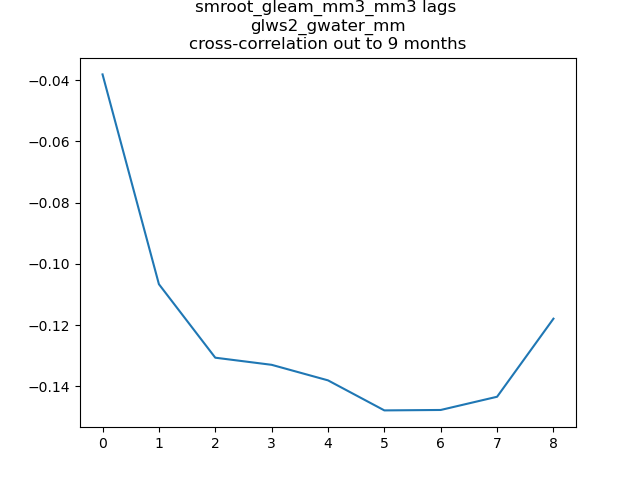 smroot_gleam_mm3_mm3 lags
glws2_gwater_mm
cross-correlation out to 9 months
−0.04
−0.06
−0.08
−0.10
−0.12
−0.14
0 1 2 3 4 5 6 7 8